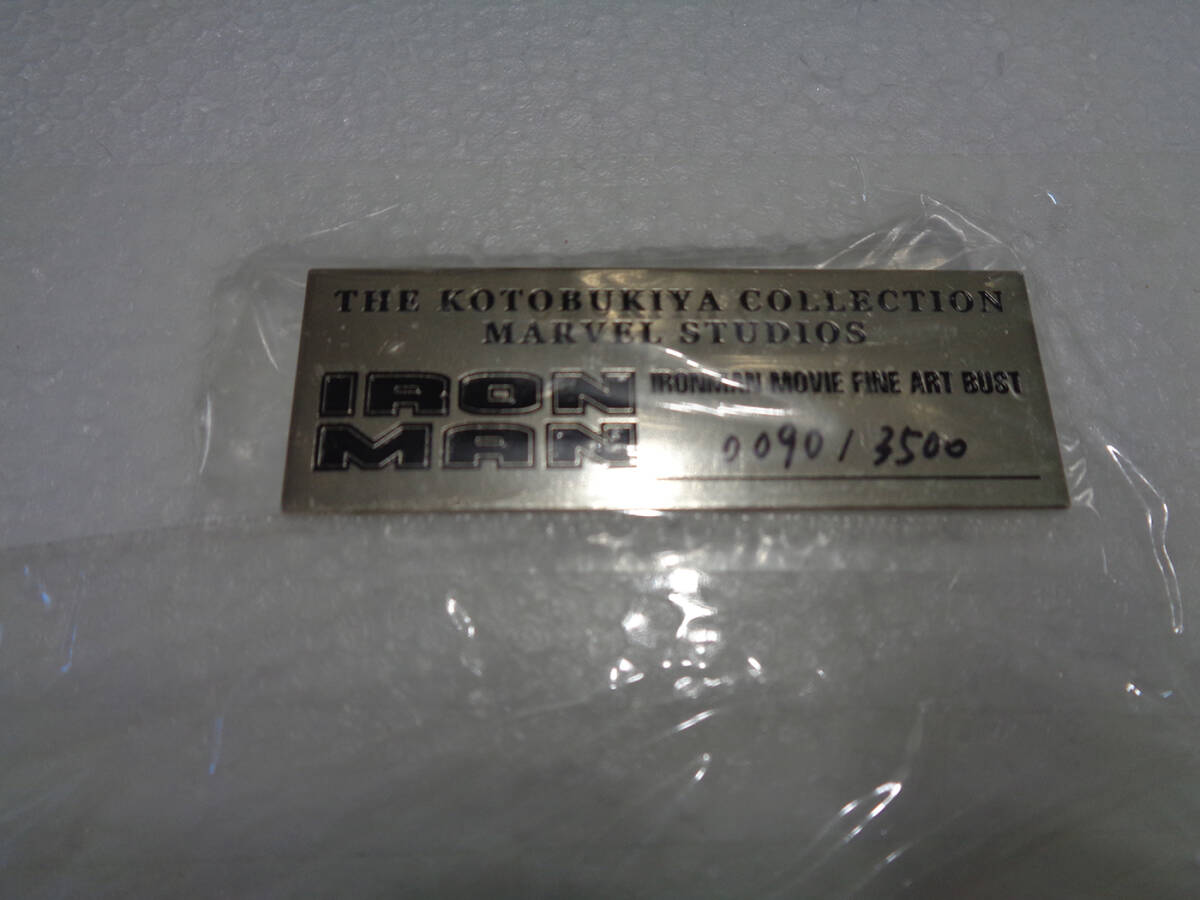 THE KOTOBUKIYA COLLECTION
MARVEL STUDIOS
IRON
MAN
IRONMAN MOVIE FINE ART BUST
0090 / 3500